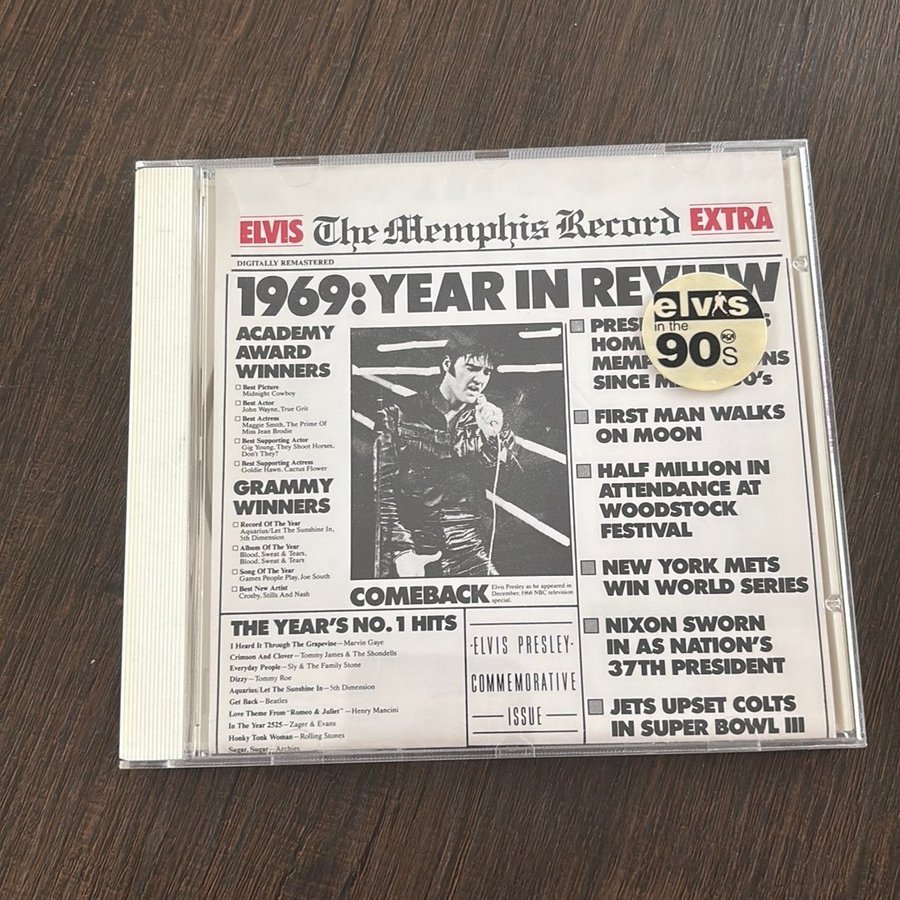 ELVIS The Memphis Record EXTRA
DIGITALLY REMASTERED
1969: YEAR IN
elvis
in the
90s
ACADEMY
AWARD
WINNERS
Best Picture
Midnight Cowboy
Best Actor
John Wayne, True Grit
Best Actress
Maggie Smith, The Prime Of
Miss Jean Brodie
Best Supporting Actor
Gig Young, They Shoot Horses,
Don't They?
Best Supporting Actress
Goldie Hawn, Cactus Flower
GRAMMY
WINNERS
Record Of The Year
Aquarius/Let The Sunshine In,
5th Dimension
Album Of The Year
Blood, Sweat & Tears,
Blood, Sweat & Tears
Song Of The Year
Games People Play, Joe South
Best New Artist
Crosby, Stills And Nash
COMEBACK
Elvis Presley as he appeared in
December, 1968 NBC television
special.
SINCE
FIRST MAN WALKS
ON MOON
HALF MILLION IN
ATTENDANCE AT
WOODSTOCK
FESTIVAL
NEW YORK METS
WIN WORLD SERIES
NIXON SWORN
IN AS NATION'S
37TH PRESIDENT
JETS UPSET COLTS
IN SUPER BOWL III
THE YEAR'S NO. 1 HITS
I Heard It Through The Grapevine – Marvin Gaye
Crimson And Clover – Tommy James & The Shondells
Everyday People – Sly & The Family Stone
Dizzy – Tommy Roe
Aquarius/Let The Sunshine In – 5th Dimension
Get Back – Beatles
Love Theme From "Romeo & Juliet" – Henry Mancini
In The Year 2525 – Zager & Evans
Honky Tonk Woman – Rolling Stones
Sugar, Sugar – Archies
·ELVIS PRESLEY·
COMMEMORATIVE
ISSUE